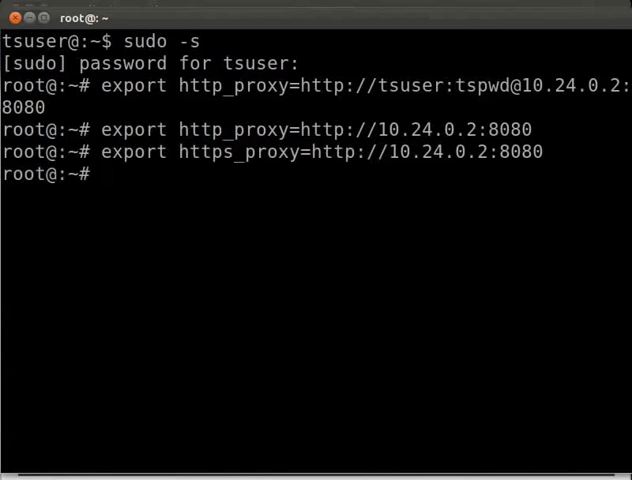 root@: ~
tsuser@:~$ sudo -s
[sudo] password for tsuser:
root@:~# export http_proxy=http://tsuser:tspwd@10.24.0.2:
8080
root@:~# export http_proxy=http://10.24.0.2:8080
root@:~# export https_proxy=http://10.24.0.2:8080
root@:~#